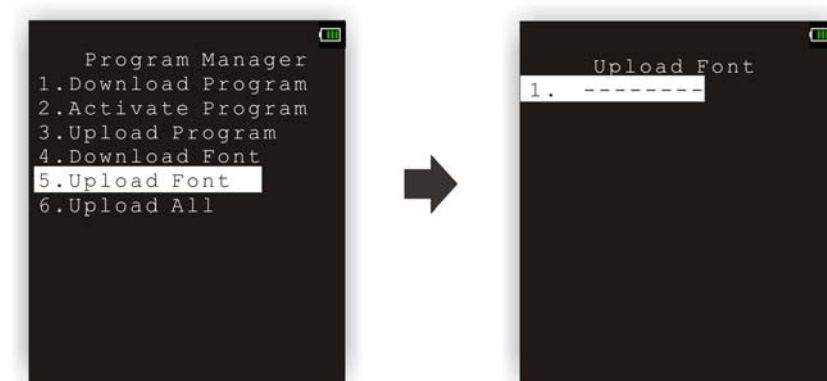 Program Manager
1.Download Program
2.Activate Program
3.Upload Program
4.Download Font
5.Upload Font
6.Upload All
Upload Font
1. --------